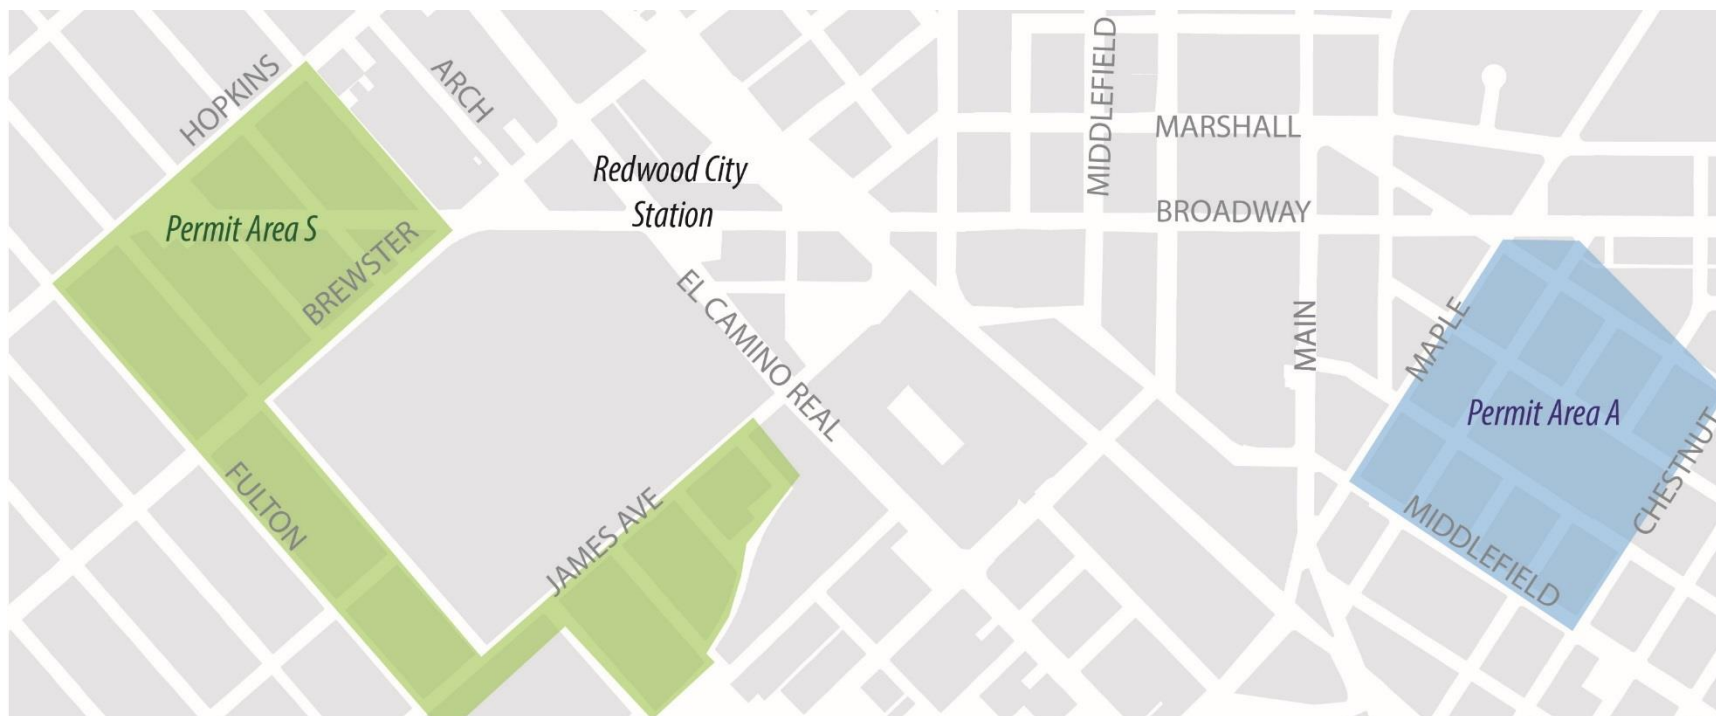 HOPKINS
ARCH
MIDDLEFIELD
MARSHALL
Redwood City
Station
BROADWAY
Permit Area S
BREWSTER
EL CAMINO REAL
MAIN
MAPLE
Permit Area A
CHESTNUT
FULTON
JAMES AVE
MIDDLEFIELD